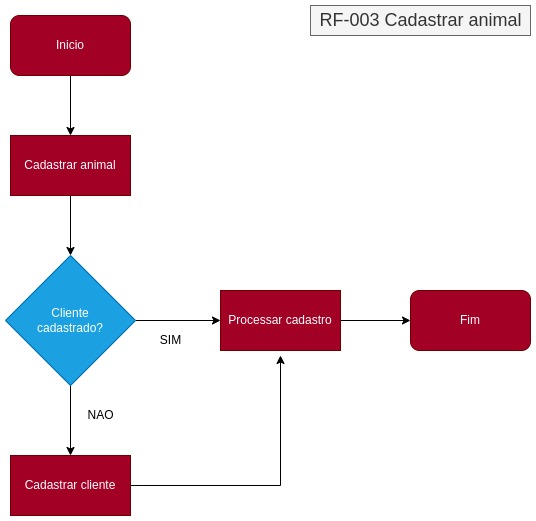 RF-003 Cadastrar animal
Inicio
Cadastrar animal
Cliente
cadastrado?
SIM
Processar cadastro
Fim
NAO
Cadastrar cliente